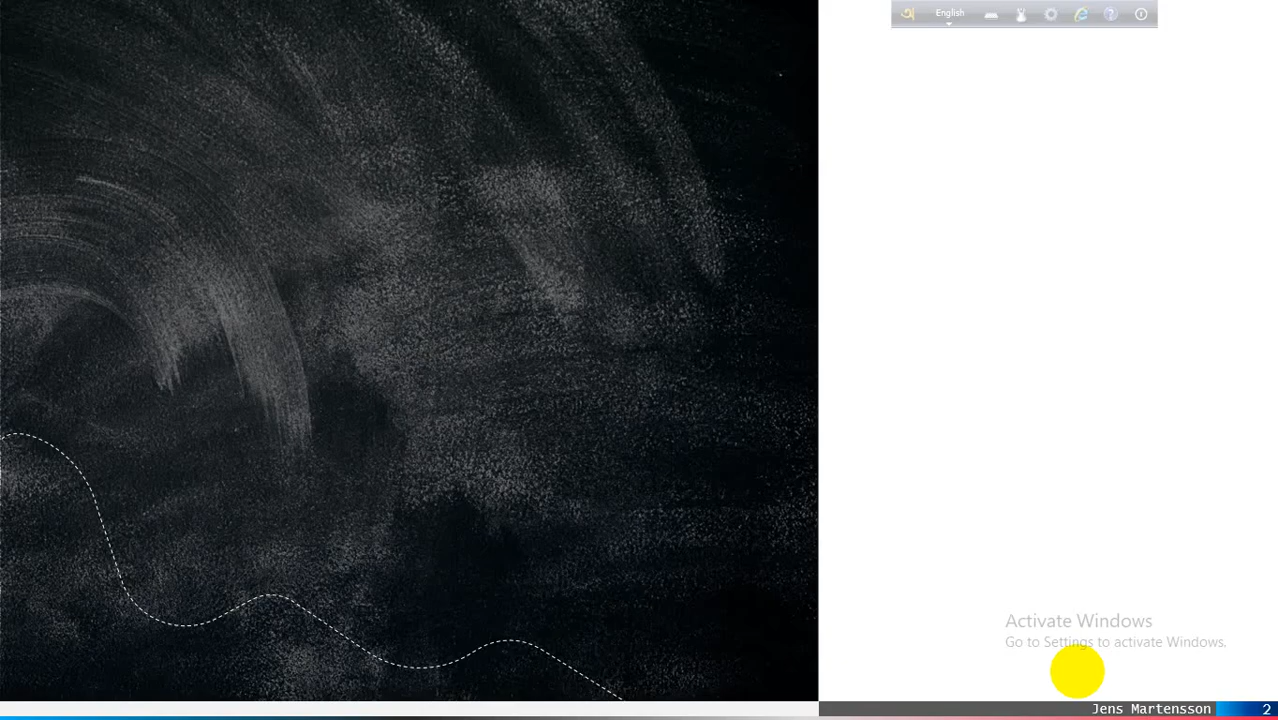 অ
English
Activate Windows
Go to Settings to activate Windows.
Jens Martensson
2